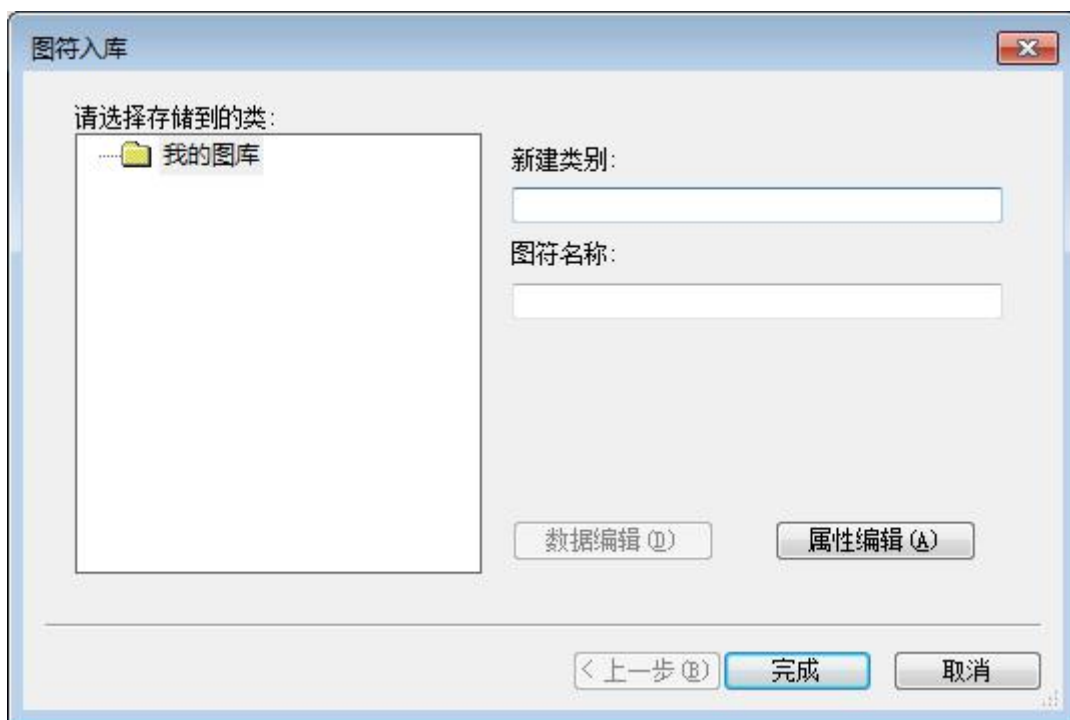 图符入库
请选择存储到的类:
我的图库
新建类别:
图符名称:
数据编辑(D)
属性编辑(A)
< 上一步(B)
完成
取消